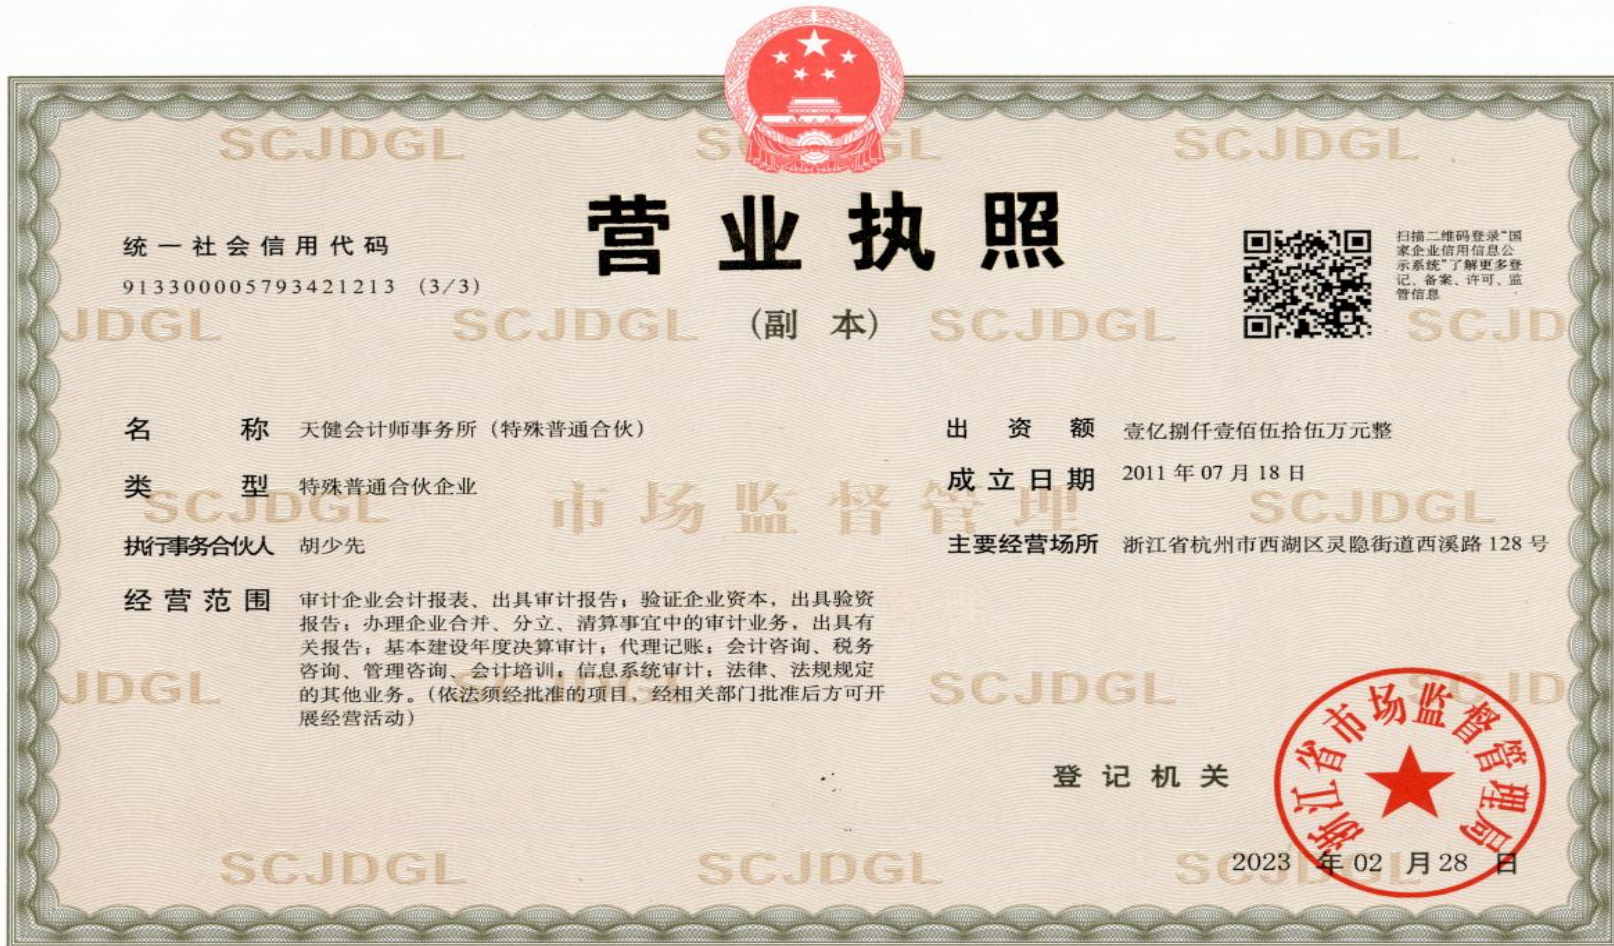 营业执照
（副 本）
统一社会信用代码
913300005793421213 (3/3)
扫描二维码登录“国
家企业信用信息公
示系统”了解更多登
记、备案、许可、监
管信息
名称 天健会计师事务所（特殊普通合伙）
类型 特殊普通合伙企业
执行事务合伙人 胡少先
经营范围 审计企业会计报表、出具审计报告；验证企业资本，出具验资
报告；办理企业合并、分立、清算事宜中的审计业务，出具有
关报告；基本建设年度决算审计；代理记账；会计咨询、税务
咨询、管理咨询、会计培训；信息系统审计；法律、法规规定
的其他业务。（依法须经批准的项目，经相关部门批准后方可开
展经营活动）
出资额 壹亿捌仟壹佰伍拾伍万元整
成立日期 2011年07月18日
主要经营场所 浙江省杭州市西湖区灵隐街道西溪路128号
登记机关
浙江省市场监督管理局
2023 年 02 月 28 日
SCJDGL
市场监督管理